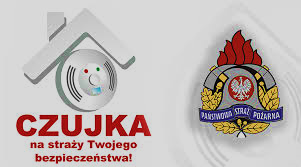 CZUJKA
na straży Twojego
bezpieczeństwa!
PAŃSTWOWA STRAŻ POŻARNA